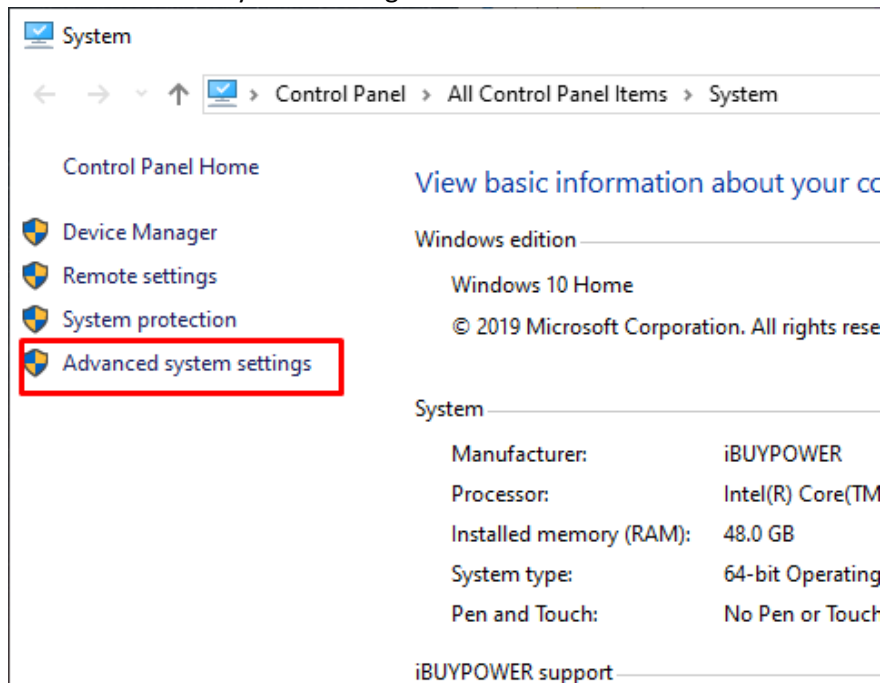 System
Control Panel > All Control Panel Items > System
Control Panel Home
Device Manager
Remote settings
System protection
Advanced system settings
View basic information about your
Windows edition
Windows 10 Home
© 2019 Microsoft Corporation. All rights
System
Manufacturer: iBUYPOWER
Processor: Intel(R) Core(TM
Installed memory (RAM): 48.0 GB
System type: 64-bit Operating
Pen and Touch: No Pen or Touch
iBUYPOWER support